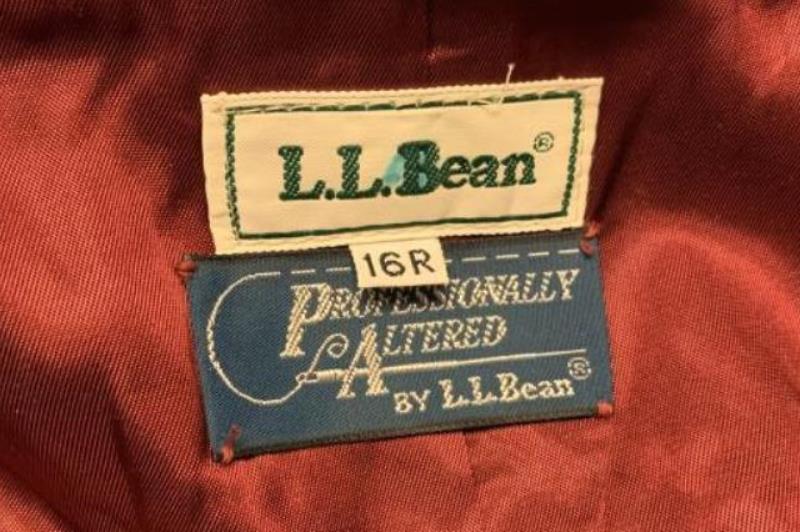 L.L.Bean®
16R
PROFESSIONALLY
ALTERED
BY L.L.Bean®